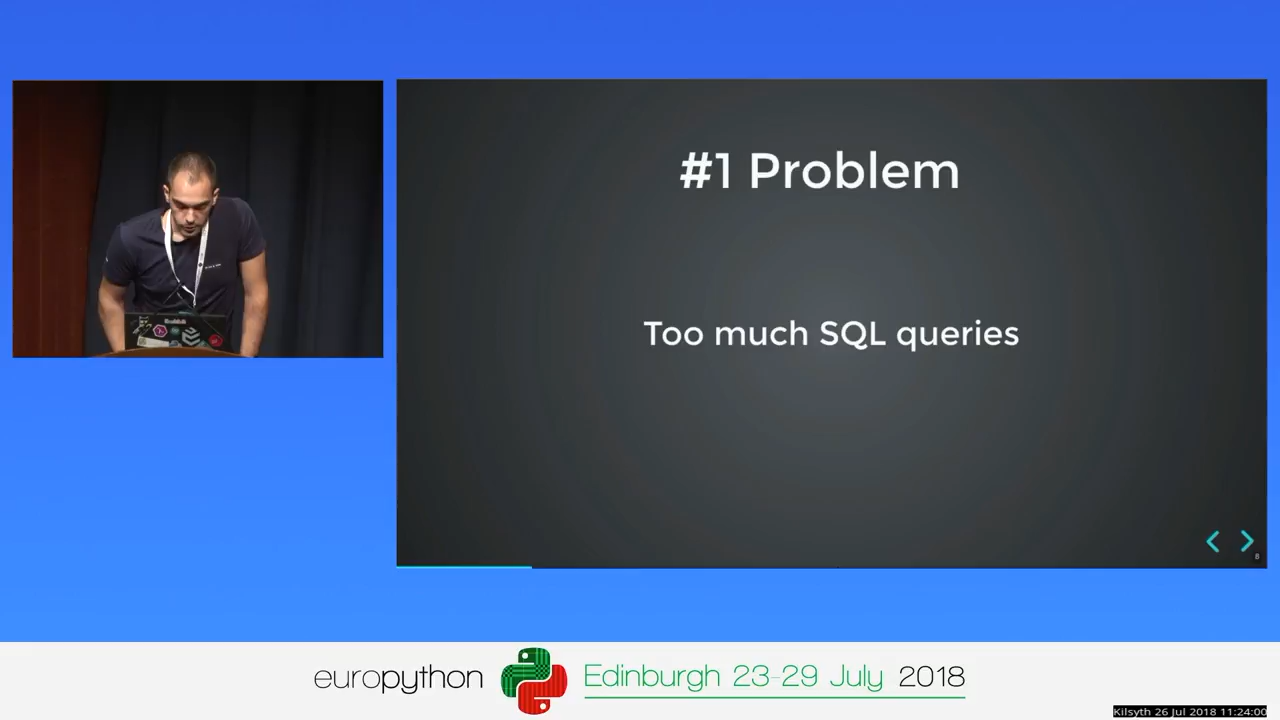 #1 Problem
Too much SQL queries
8
europython
Edinburgh 23-29 July 2018
Kilsyth 26 Jul 2018 11:24:00